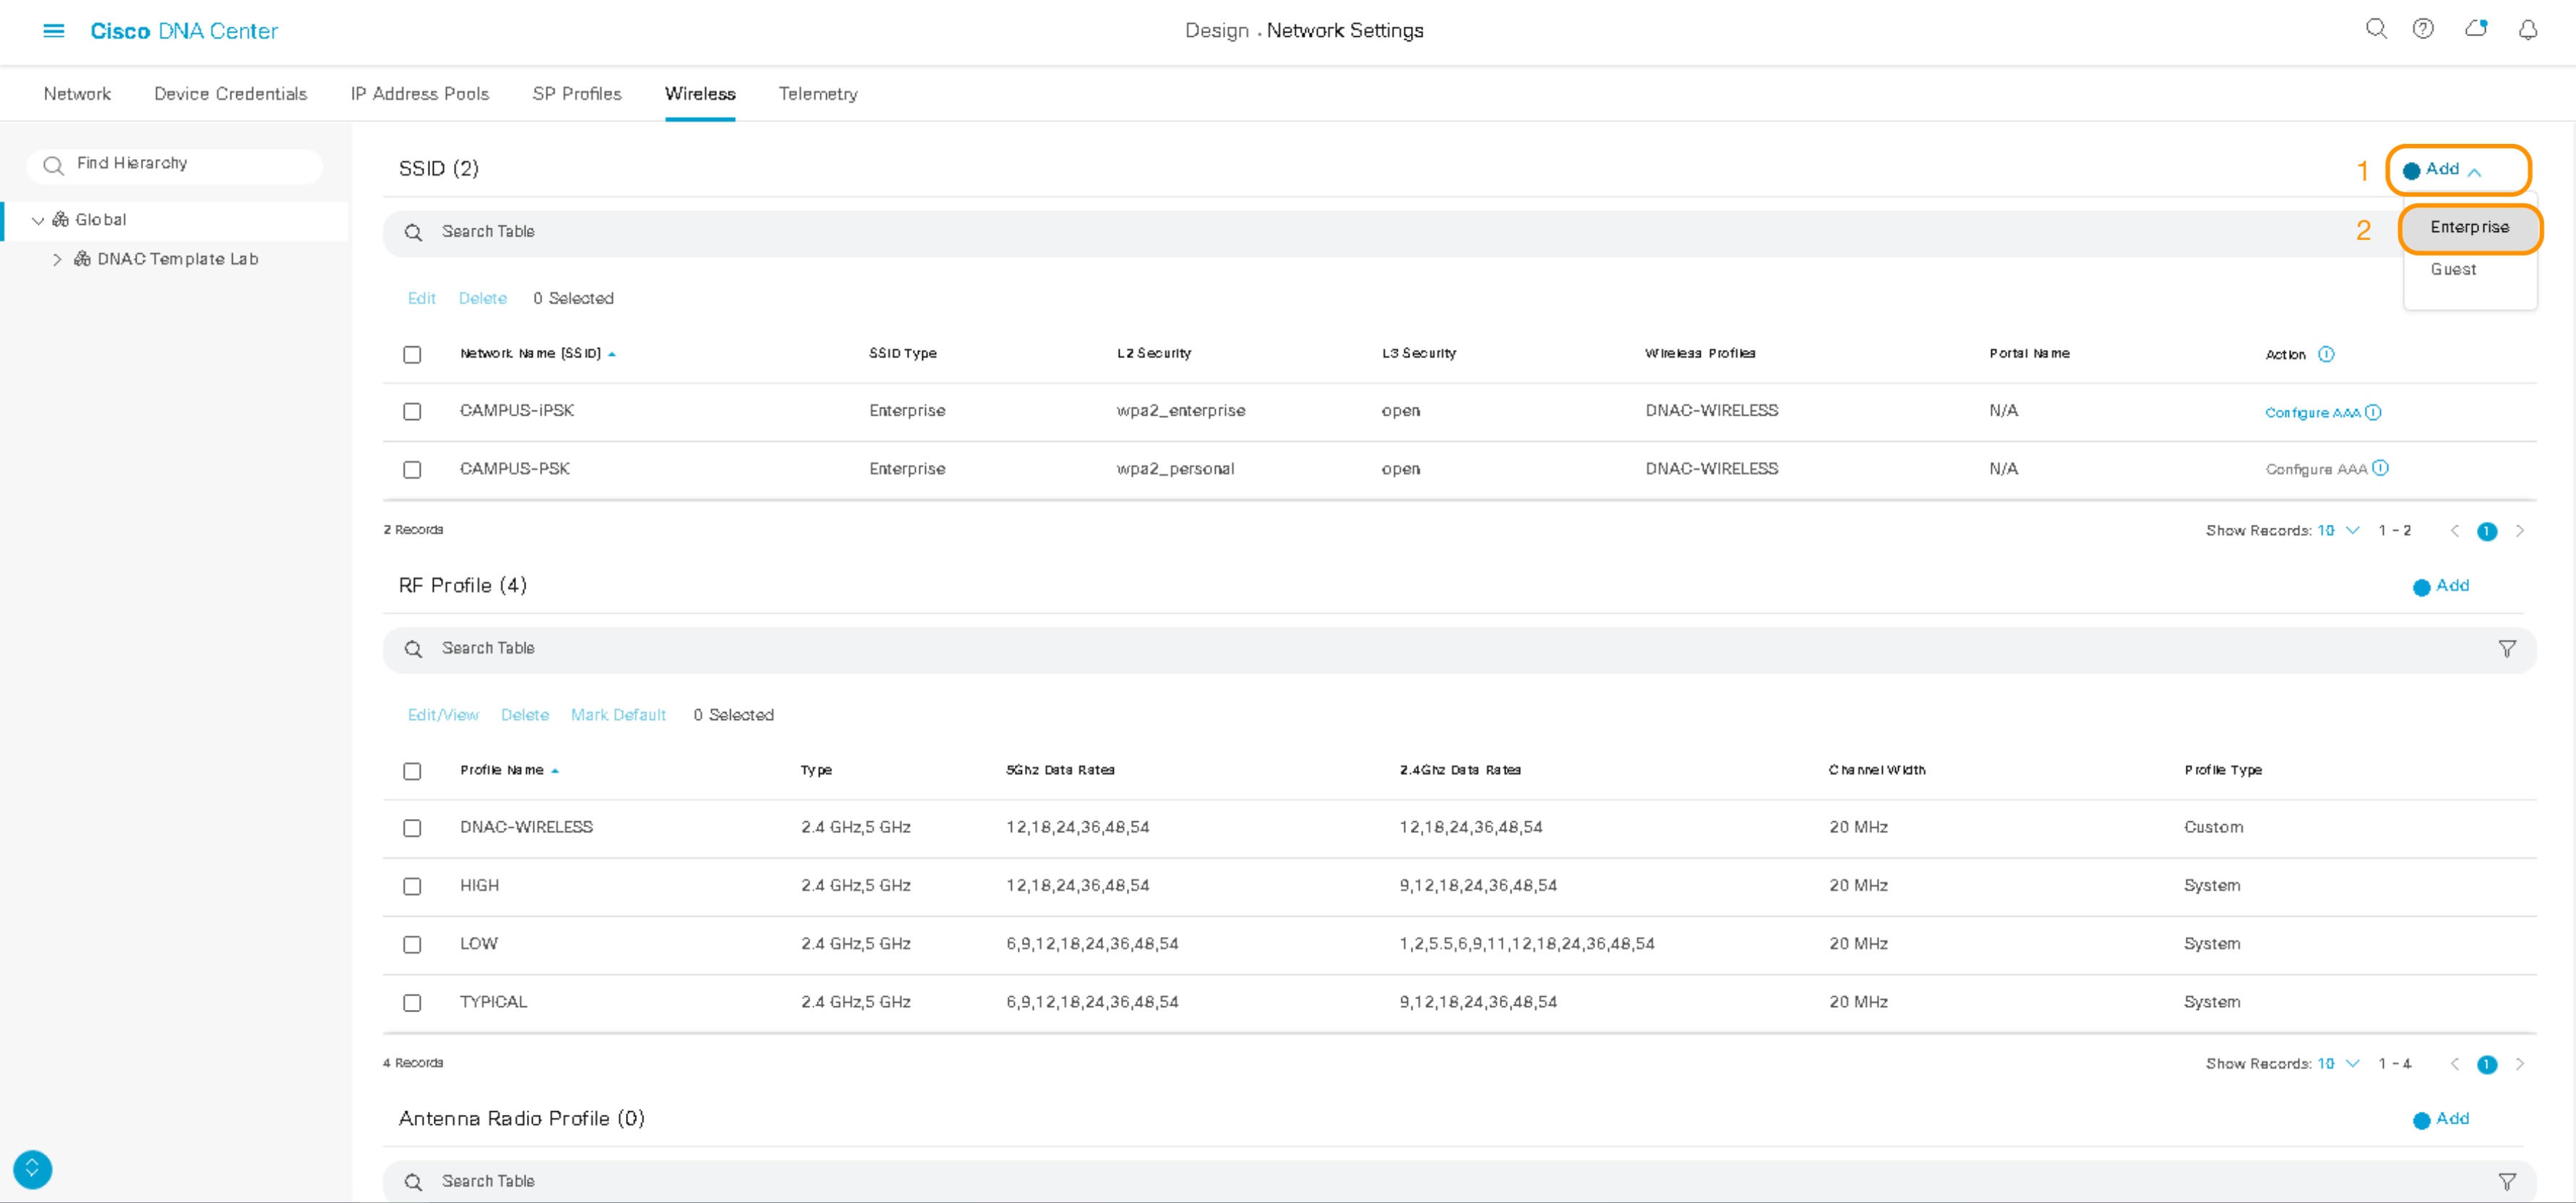 Cisco DNA Center
Design · Network Settings
Network Device Credentials IP Address Pools SP Profiles Wireless Telemetry
Find Hierarchy
Global
DNAC Template Lab
SSID (2)
1 Add
Search Table
2 Enterprise
Guest
Edit Delete 0 Selected
Network Name (SSID) SSID Type L2 Security L3 Security Wireless Profiles Portal Name Action
CAMPUS-iPSK Enterprise wpa2_enterprise open DNAC-WIRELESS N/A Configure AAA
CAMPUS-PSK Enterprise wpa2_personal open DNAC-WIRELESS N/A Configure AAA
2 Records Show Records: 10 1 - 2 < 1 >
RF Profile (4) Add
Search Table
Edit/View Delete Mark Default 0 Selected
Profile Name Type 5Ghz Data Rates 2.4Ghz Data Rates Channel Width Profile Type
DNAC-WIRELESS 2.4 GHz,5 GHz 12,18,24,36,48,54 12,18,24,36,48,54 20 MHz Custom
HIGH 2.4 GHz,5 GHz 12,18,24,36,48,54 9,12,18,24,36,48,54 20 MHz System
LOW 2.4 GHz,5 GHz 6,9,12,18,24,36,48,54 1,2,5.5,6,9,11,12,18,24,36,48,54 20 MHz System
TYPICAL 2.4 GHz,5 GHz 6,9,12,18,24,36,48,54 9,12,18,24,36,48,54 20 MHz System
4 Records Show Records: 10 1 - 4 < 1 >
Antenna Radio Profile (0) Add
Search Table